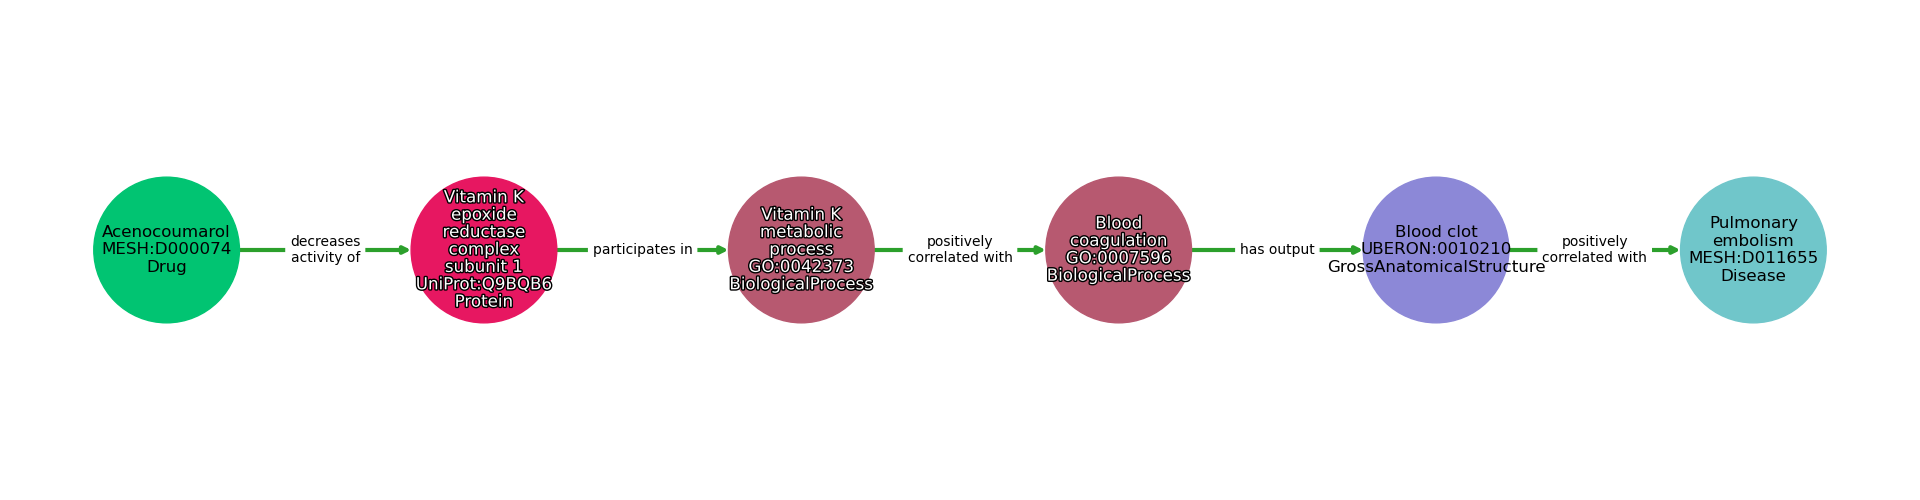 Acenocoumarol
MESH:D000074
Drug
decreases
activity of
Vitamin K
epoxide
reductase
complex
subunit 1
UniProt:Q9BQB6
Protein
participates in
Vitamin K
metabolic
process
GO:0042373
BiologicalProcess
positively
correlated with
Blood
coagulation
GO:0007596
BiologicalProcess
has output
Blood clot
UBERON:0010210
GrossAnatomicalStructure
positively
correlated with
Pulmonary
embolism
MESH:D011655
Disease